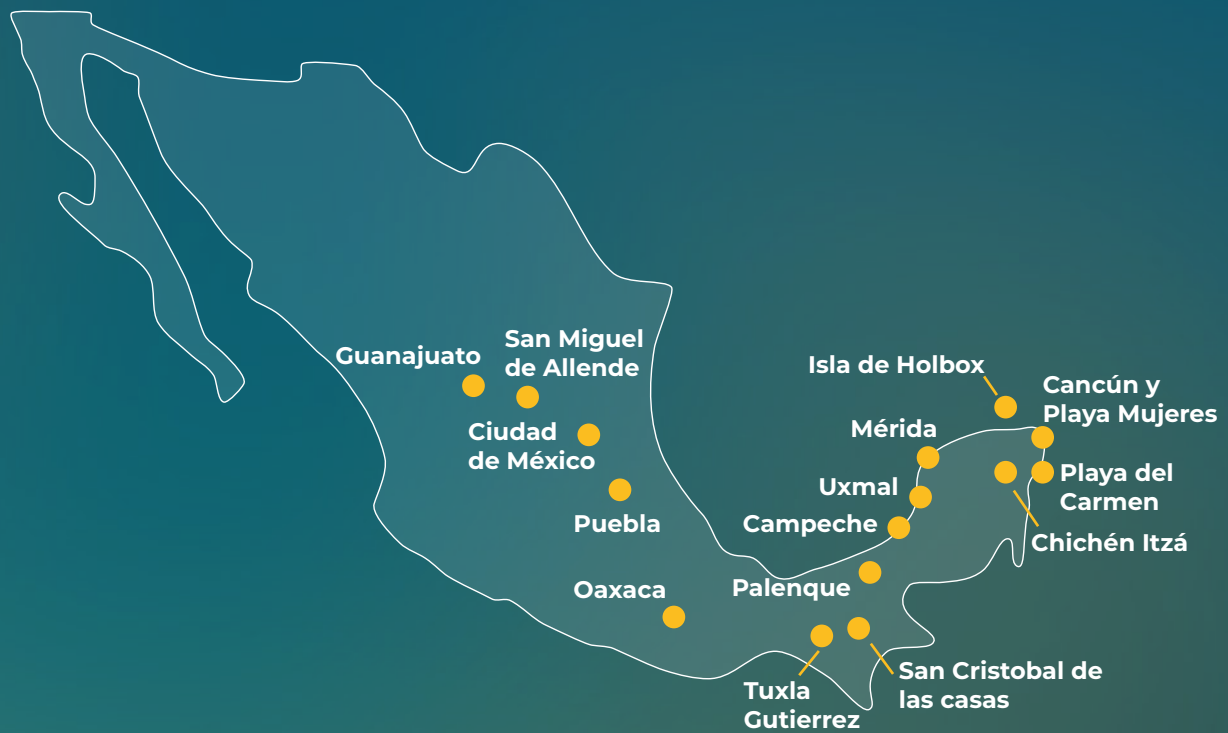 San Miguel
de Allende
Guanajuato
Ciudad
de México
Puebla
Oaxaca
Isla de Holbox
Cancún y
Playa Mujeres
Mérida
Uxmal
Playa del
Carmen
Campeche
Chichén Itzá
Palenque
San Cristobal de
las casas
Tuxla
Gutierrez